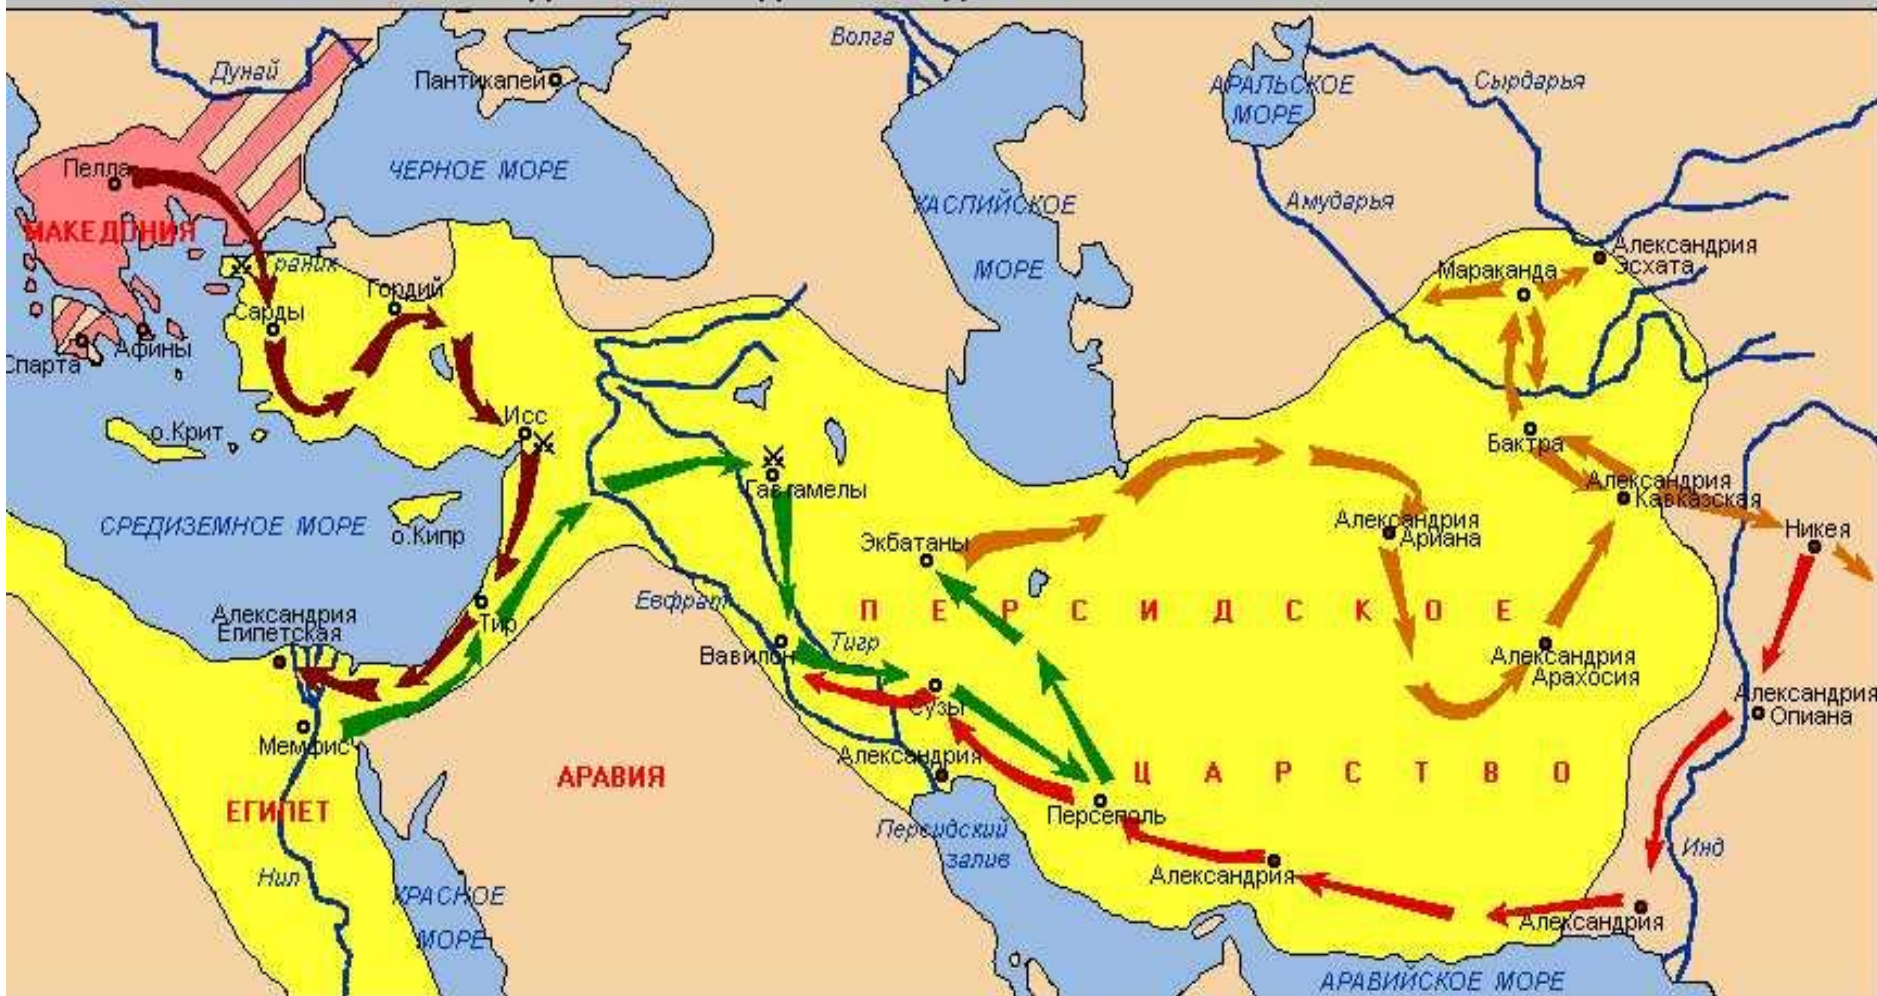 Волга
Дунай
Пантикапей
АРАЛЬСКОЕ
МОРЕ
Сырдарья
Пелла
ЧЕРНОЕ МОРЕ
КАСПИЙСКОЕ
МОРЕ
Амударья
МАКЕДОНИЯ
Граник
Гордий
Сарды
Афины
Спарта
Мараканда
Александрия
Эсхата
о.Крит
Исс
Бактра
Александрия
Кавказская
Гавгамелы
СРЕДИЗЕМНОЕ МОРЕ
о.Кипр
Экбатаны
Александрия
Ариана
Никея
Евфрат
ПЕРСИДСКОЕ
Александрия
Египетская
Тир
Вавилон
Тигр
Александрия
Арахосия
Сузы
Александрия
Опиана
Мемфис
Александрия
АРАВИЯ
ЦАРСТВО
ЕГИПЕТ
Персеполь
Персидский
залив
Инд
Нил
Александрия
КРАСНОЕ
МОРЕ
Александрия
АРАВИЙСКОЕ МОРЕ